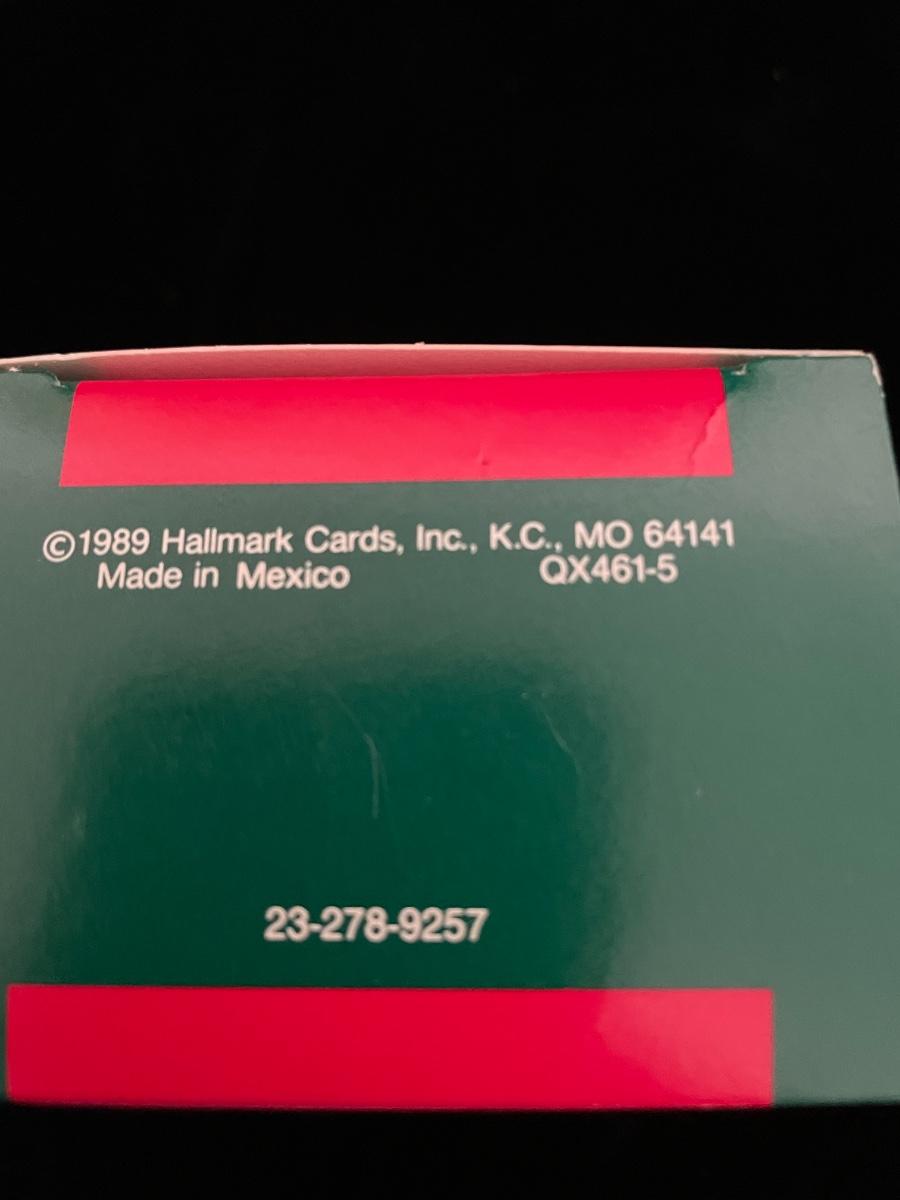 ©1989 Hallmark Cards, Inc., K.C., MO 64141
Made in Mexico QX461-5
23-278-9257